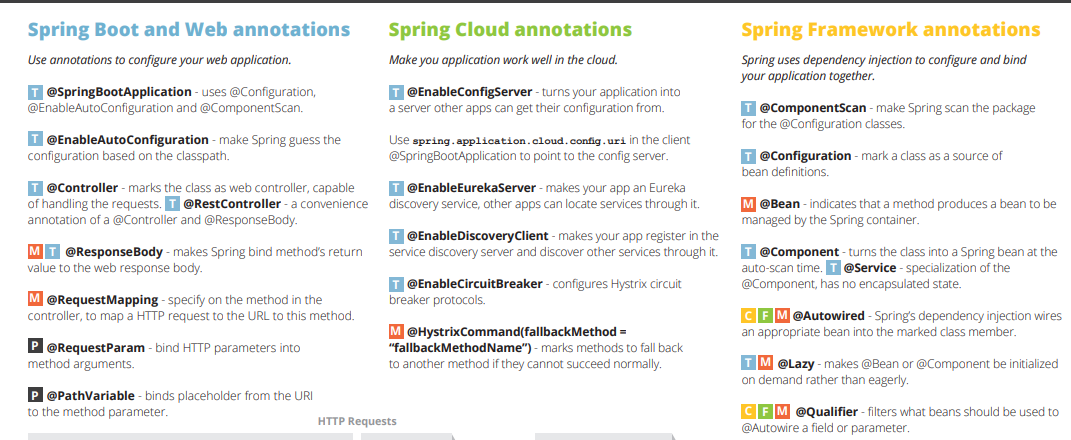 Spring Boot and Web annotations
Use annotations to configure your web application.
T @SpringBootApplication - uses @Configuration,
@EnableAutoConfiguration and @ComponentScan.
T @EnableAutoConfiguration - make Spring guess the
configuration based on the classpath.
T @Controller - marks the class as web controller, capable
of handling the requests. T @RestController - a convenience
annotation of a @Controller and @ResponseBody.
M T @ResponseBody - makes Spring bind method’s return
value to the web response body.
M @RequestMapping - specify on the method in the
controller, to map a HTTP request to the URL to this method.
P @RequestParam - bind HTTP parameters into
method arguments.
P @PathVariable - binds placeholder from the URI
to the method parameter.
Spring Cloud annotations
Make you application work well in the cloud.
T @EnableConfigServer - turns your application into
a server other apps can get their configuration from.
Use spring.application.cloud.config.uri in the client
@SpringBootApplication to point to the config server.
T @EnableEurekaServer - makes your app an Eureka
discovery service, other apps can locate services through it.
T @EnableDiscoveryClient - makes your app register in the
service discovery server and discover other services through it.
T @EnableCircuitBreaker - configures Hystrix circuit
breaker protocols.
M @HystrixCommand(fallbackMethod =
“fallbackMethodName”) - marks methods to fall back
to another method if they cannot succeed normally.
Spring Framework annotations
Spring uses dependency injection to configure and bind
your application together.
T @ComponentScan - make Spring scan the package
for the @Configuration classes.
T @Configuration - mark a class as a source of
bean definitions.
M @Bean - indicates that a method produces a bean to be
managed by the Spring container.
T @Component - turns the class into a Spring bean at the
auto-scan time. T @Service - specialization of the
@Component, has no encapsulated state.
C F M @Autowired - Spring’s dependency injection wires
an appropriate bean into the marked class member.
T M @Lazy - makes @Bean or @Component be initialized
on demand rather than eagerly.
C F M @Qualifier - filters what beans should be used to
@Autowire a field or parameter.
HTTP Requests